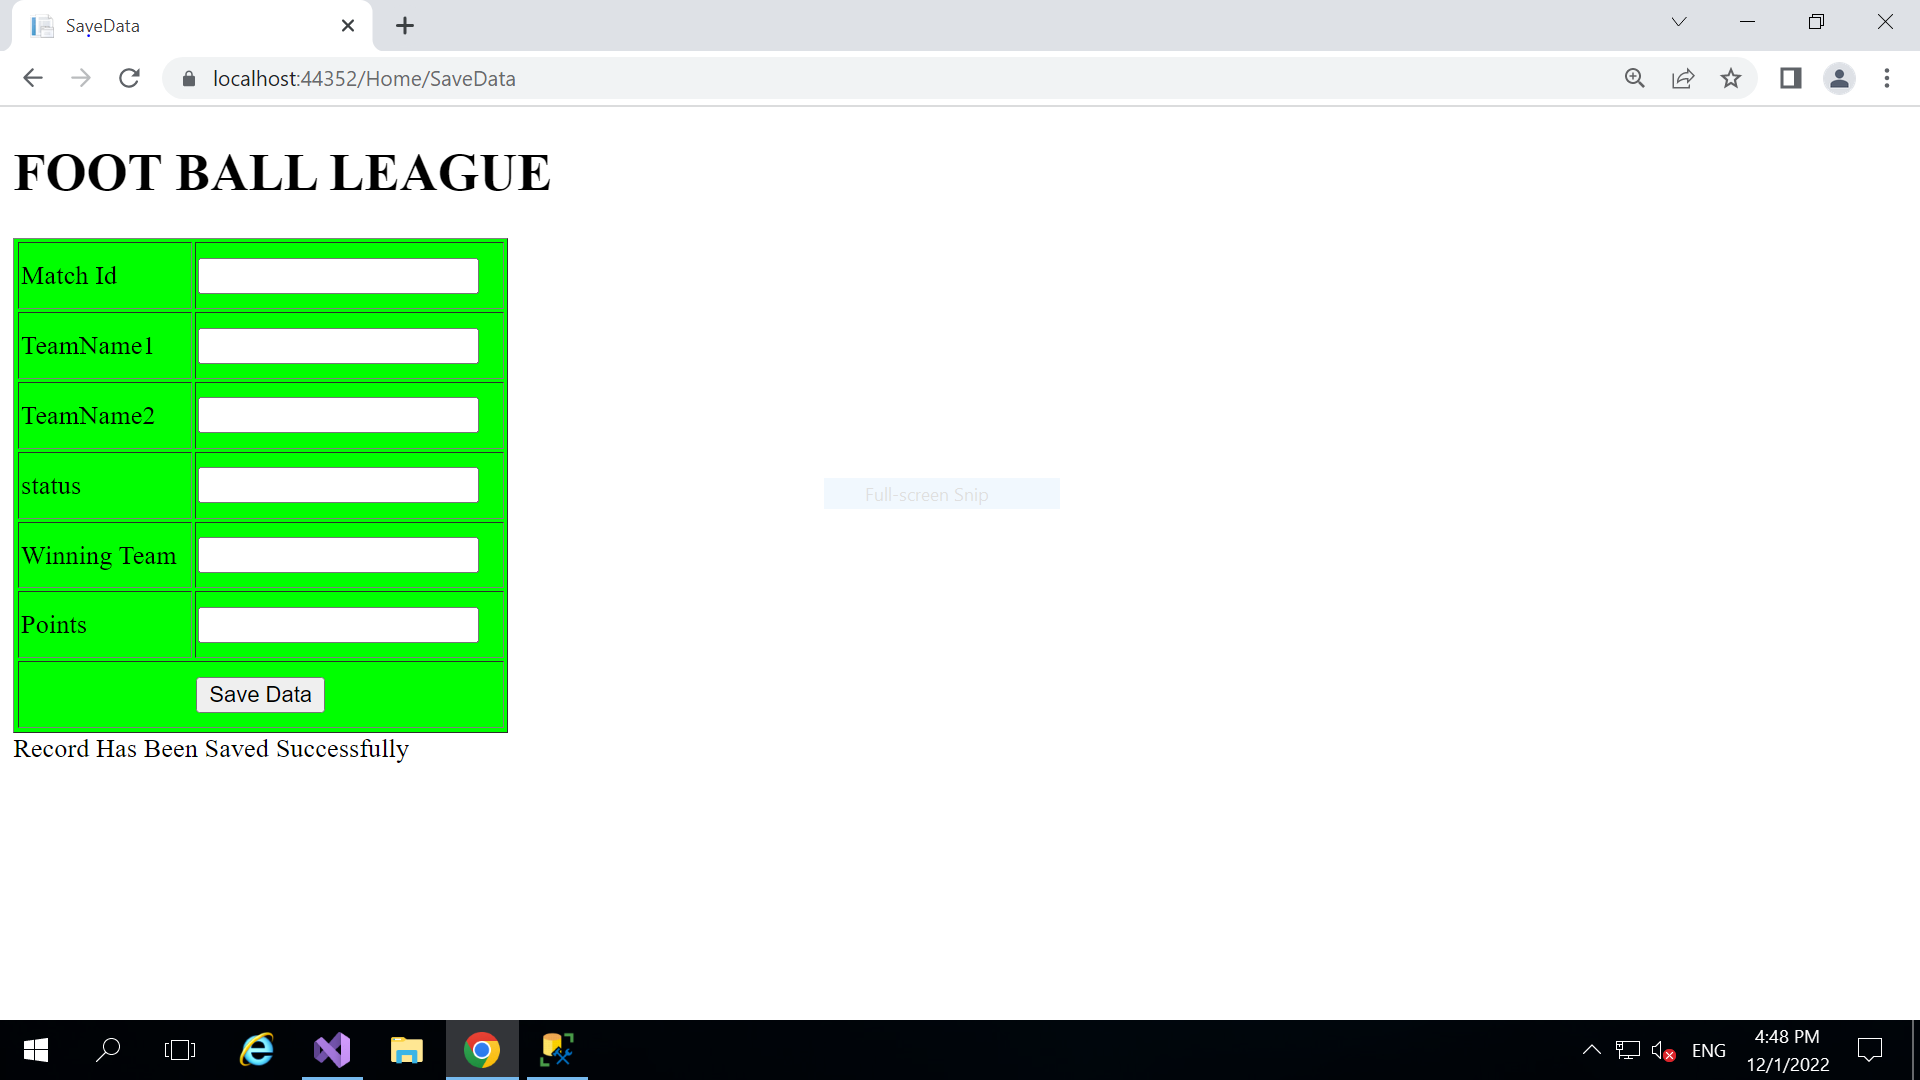 SaveData
localhost:44352/Home/SaveData
FOOT BALL LEAGUE
Match Id
TeamName1
TeamName2
status
Full-screen Snip
Winning Team
Points
Save Data
Record Has Been Saved Successfully
ENG
4:48 PM
12/1/2022